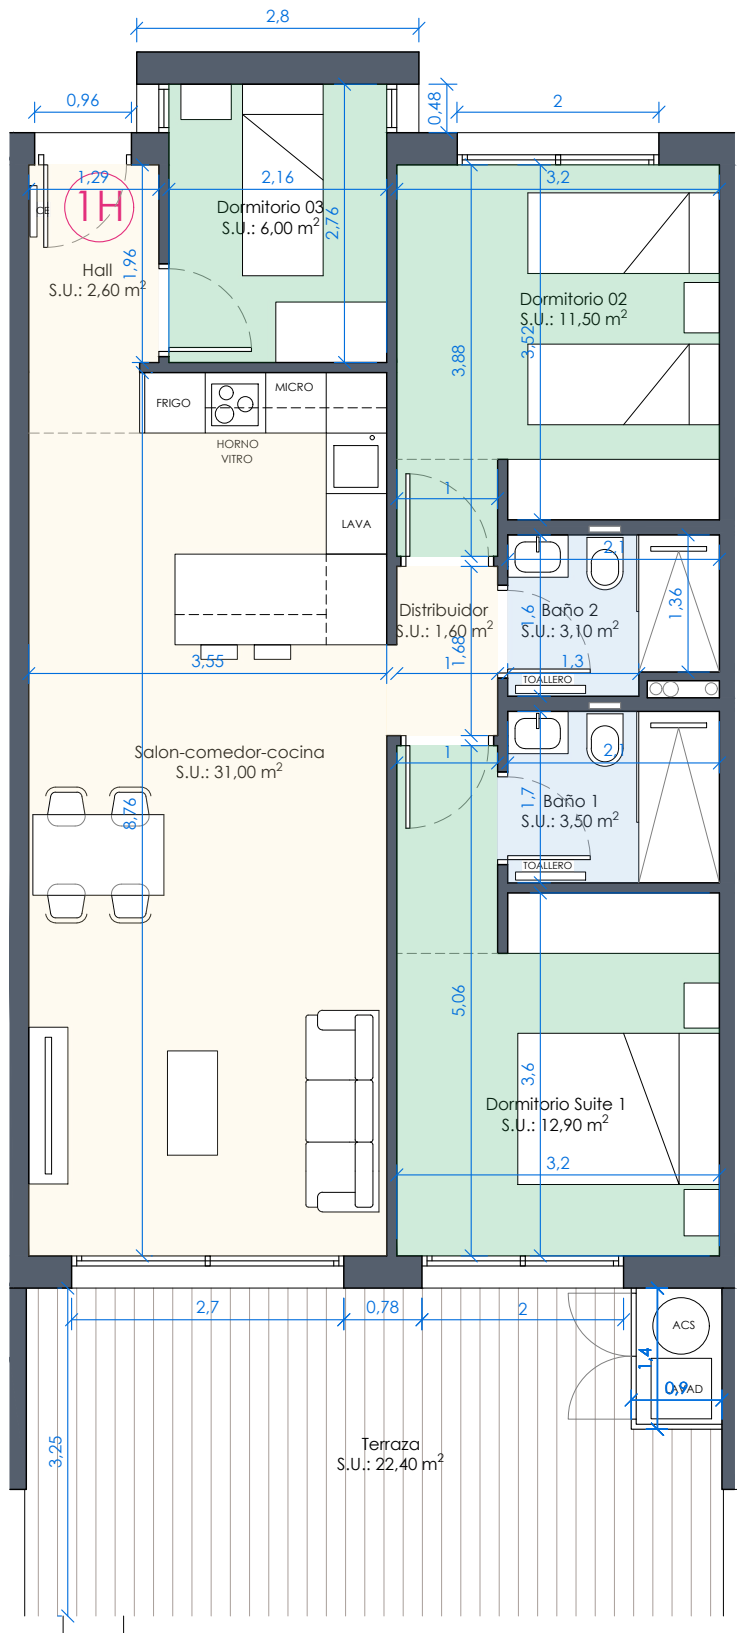 2,8
0,96
0,48
2
1,29
2,16
3,2
CE
1H
Dormitorio 03
S.U.: 6,00 m²
2,76
Hall
S.U.: 2,60 m²
1,96
Dormitorio 02
S.U.: 11,50 m²
3,52
3,88
FRIGO
MICRO
HORNO
VITRO
LAVA
1
2,1
1,36
Distribuidor
S.U.: 1,60 m²
1,68
Baño 2
S.U.: 3,10 m²
1,6
3,55
1
1,3
TOALLERO
Salon-comedor-cocina
S.U.: 31,00 m²
8,76
1
2,1
1,7
Baño 1
S.U.: 3,50 m²
TOALLERO
5,06
3,6
Dormitorio Suite 1
S.U.: 12,90 m²
3,2
2,7
0,78
2
ACS
1,4
0,9
3,25
Terraza
S.U.: 22,40 m²